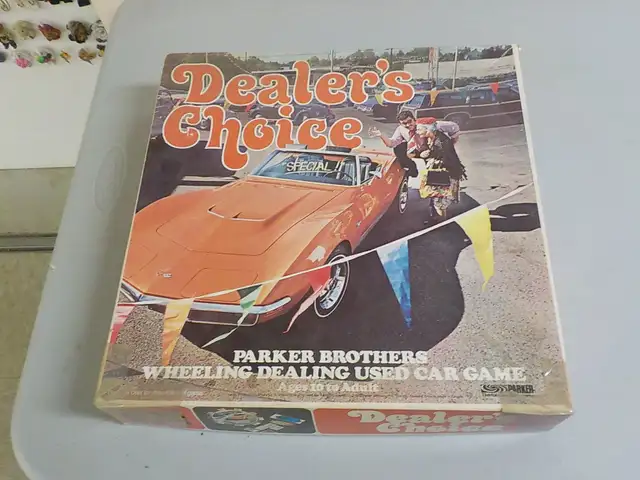 Dealer's
Choice
SPECIAL !!
PARKER BROTHERS
WHEELING DEALING USED CAR GAME
Ages 10 to Adult
PARKER
Dealer's
Choice